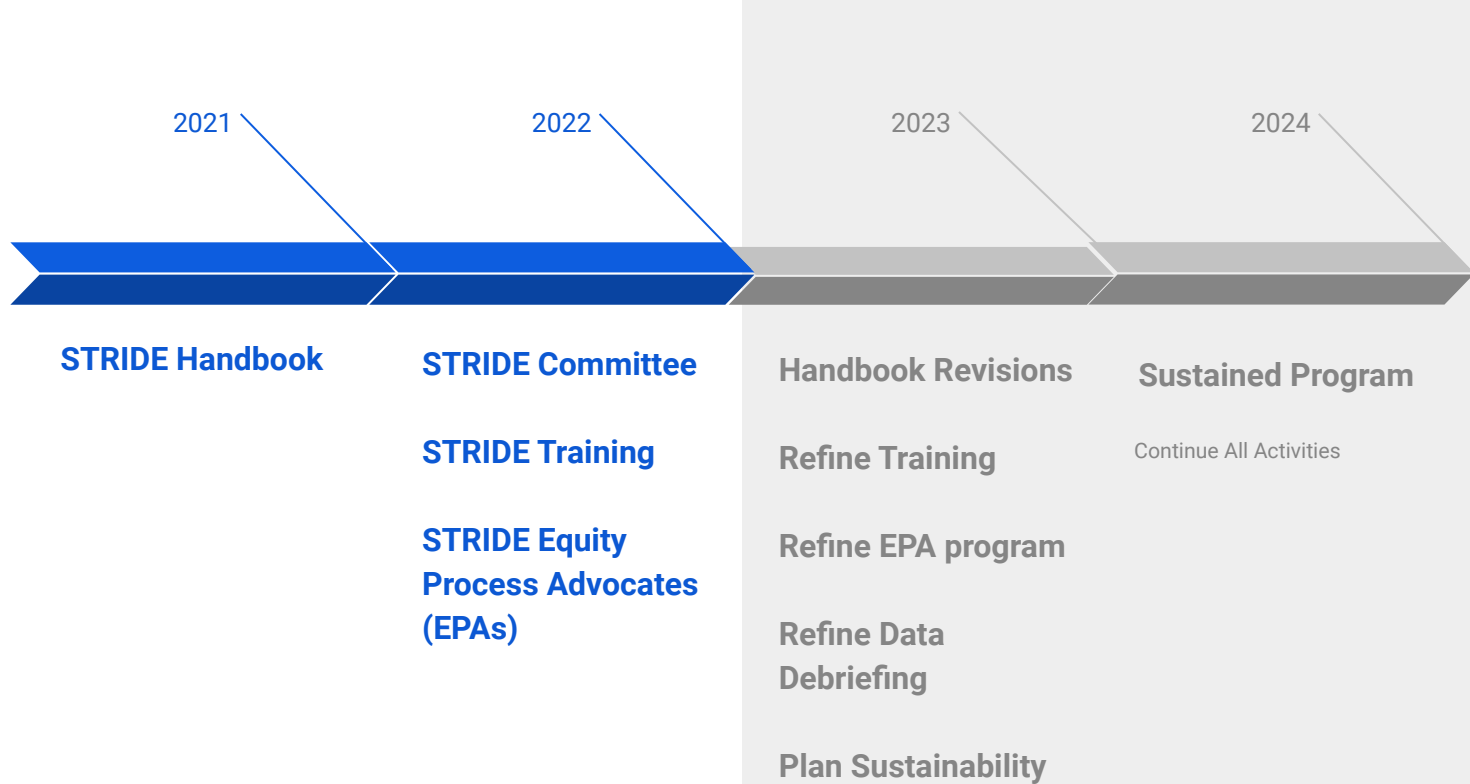 2021
2022
2023
2024
STRIDE Handbook
STRIDE Committee
STRIDE Training
STRIDE Equity
Process Advocates
(EPAs)
Handbook Revisions
Refine Training
Refine EPA program
Refine Data
Debriefing
Plan Sustainability
Sustained Program
Continue All Activities